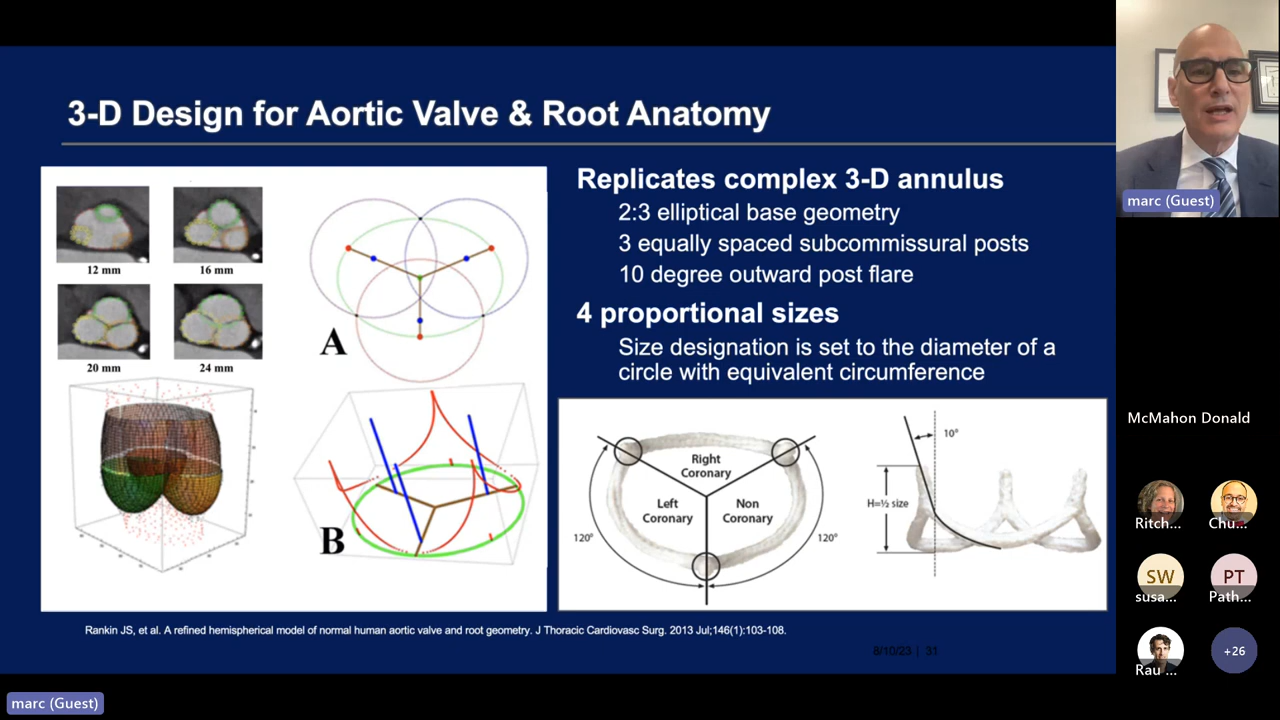 3-D Design for Aortic Valve & Root Anatomy
12 mm
16 mm
20 mm
24 mm
A
B
Replicates complex 3-D annulus
2:3 elliptical base geometry
3 equally spaced subcommissural posts
10 degree outward post flare
4 proportional sizes
Size designation is set to the diameter of a
circle with equivalent circumference
Right
Coronary
Left
Coronary
Non
Coronary
120°
120°
10°
H=½ size
Rankin JS, et al. A refined hemispherical model of normal human aortic valve and root geometry. J Thoracic Cardiovasc Surg. 2013 Jul;146(1):103-108.
8/10/23 | 31
marc (Guest)
McMahon Donald
Ritch...
Chu...
SW
susa...
PT
Path...
Rau ...
+26
marc (Guest)